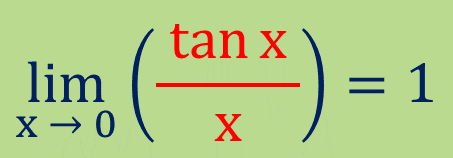 lim x → 0 ( tan x / x ) = 1